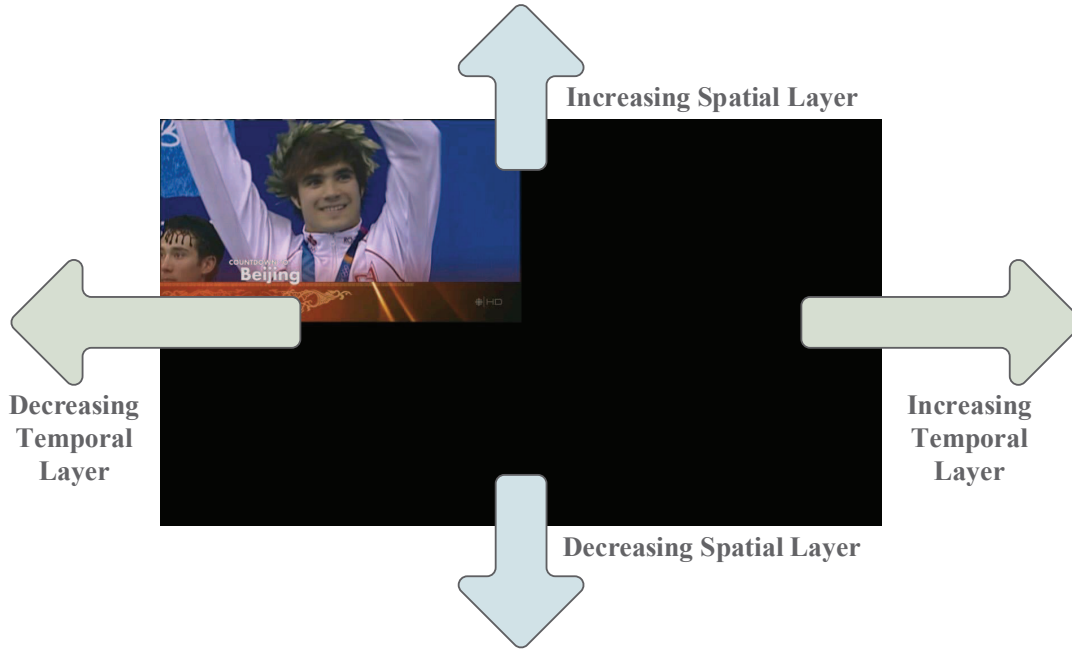 Increasing Spatial Layer
COUNTDOWN TO
Beijing
HD
Decreasing
Temporal
Layer
Increasing
Temporal
Layer
Decreasing Spatial Layer